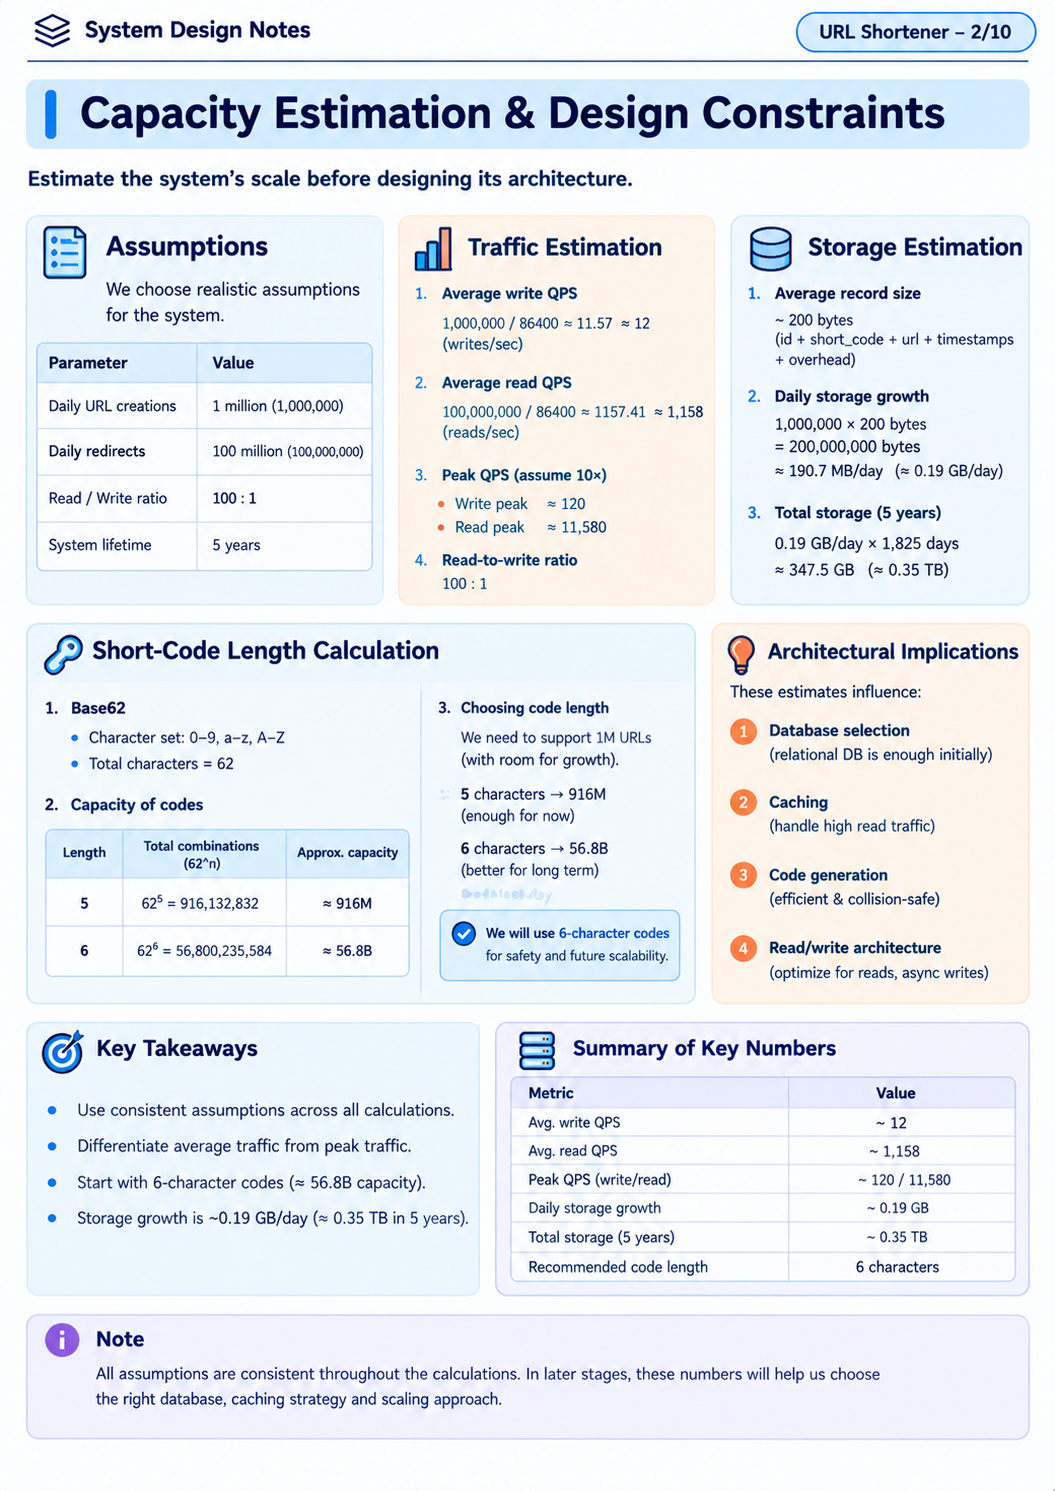 System Design Notes
URL Shortener – 2/10
Capacity Estimation & Design Constraints
Estimate the system's scale before designing its architecture.
Assumptions
We choose realistic assumptions
for the system.
Parameter Value
Daily URL creations 1 million (1,000,000)
Daily redirects 100 million (100,000,000)
Read / Write ratio 100 : 1
System lifetime 5 years
Traffic Estimation
1. Average write QPS
1,000,000 / 86400 ≈ 11.57 ≈ 12
(writes/sec)
2. Average read QPS
100,000,000 / 86400 ≈ 1157.41 ≈ 1,158
(reads/sec)
3. Peak QPS (assume 10×)
• Write peak ≈ 120
• Read peak ≈ 11,580
4. Read-to-write ratio
100 : 1
Storage Estimation
1. Average record size
~ 200 bytes
(id + short_code + url + timestamps
+ overhead)
2. Daily storage growth
1,000,000 × 200 bytes
= 200,000,000 bytes
≈ 190.7 MB/day (≈ 0.19 GB/day)
3. Total storage (5 years)
0.19 GB/day × 1,825 days
≈ 347.5 GB (≈ 0.35 TB)
Short-Code Length Calculation
1. Base62
• Character set: 0–9, a–z, A–Z
• Total characters = 62
2. Capacity of codes
Length Total combinations (62^n) Approx. capacity
5 62⁵ = 916,132,832 ≈ 916M
6 62⁶ = 56,800,235,584 ≈ 56.8B
3. Choosing code length
We need to support 1M URLs
(with room for growth).
5 characters → 916M
(enough for now)
6 characters → 56.8B
(better for long term)
We will use 6-character codes
for safety and future scalability.
Architectural Implications
These estimates influence:
1 Database selection
(relational DB is enough initially)
2 Caching
(handle high read traffic)
3 Code generation
(efficient & collision-safe)
4 Read/write architecture
(optimize for reads, async writes)
Key Takeaways
• Use consistent assumptions across all calculations.
• Differentiate average traffic from peak traffic.
• Start with 6-character codes (≈ 56.8B capacity).
• Storage growth is ~0.19 GB/day (≈ 0.35 TB in 5 years).
Summary of Key Numbers
Metric Value
Avg. write QPS ~ 12
Avg. read QPS ~ 1,158
Peak QPS (write/read) ~ 120 / 11,580
Daily storage growth ~ 0.19 GB
Total storage (5 years) ~ 0.35 TB
Recommended code length 6 characters
i Note
All assumptions are consistent throughout the calculations. In later stages, these numbers will help us choose
the right database, caching strategy and scaling approach.